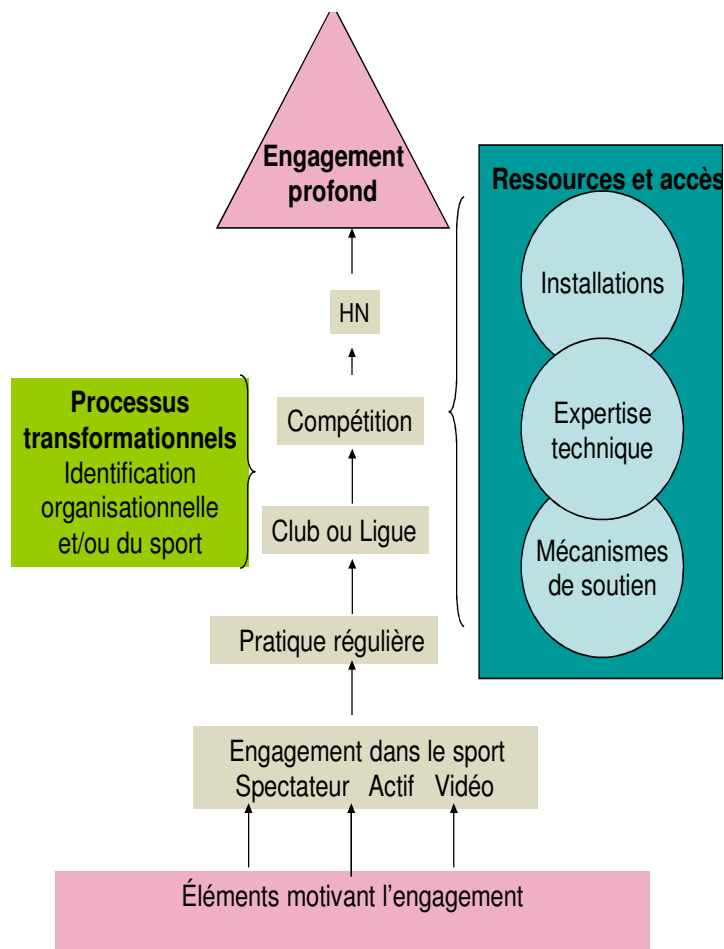 Engagement
profond
Ressources et accès
Installations
HN
Processus
transformationnels
Identification
organisationnelle
et/ou du sport
Compétition
Expertise
technique
Club ou Ligue
Mécanismes
de soutien
Pratique régulière
Engagement dans le sport
Spectateur Actif Vidéo
Éléments motivant l'engagement